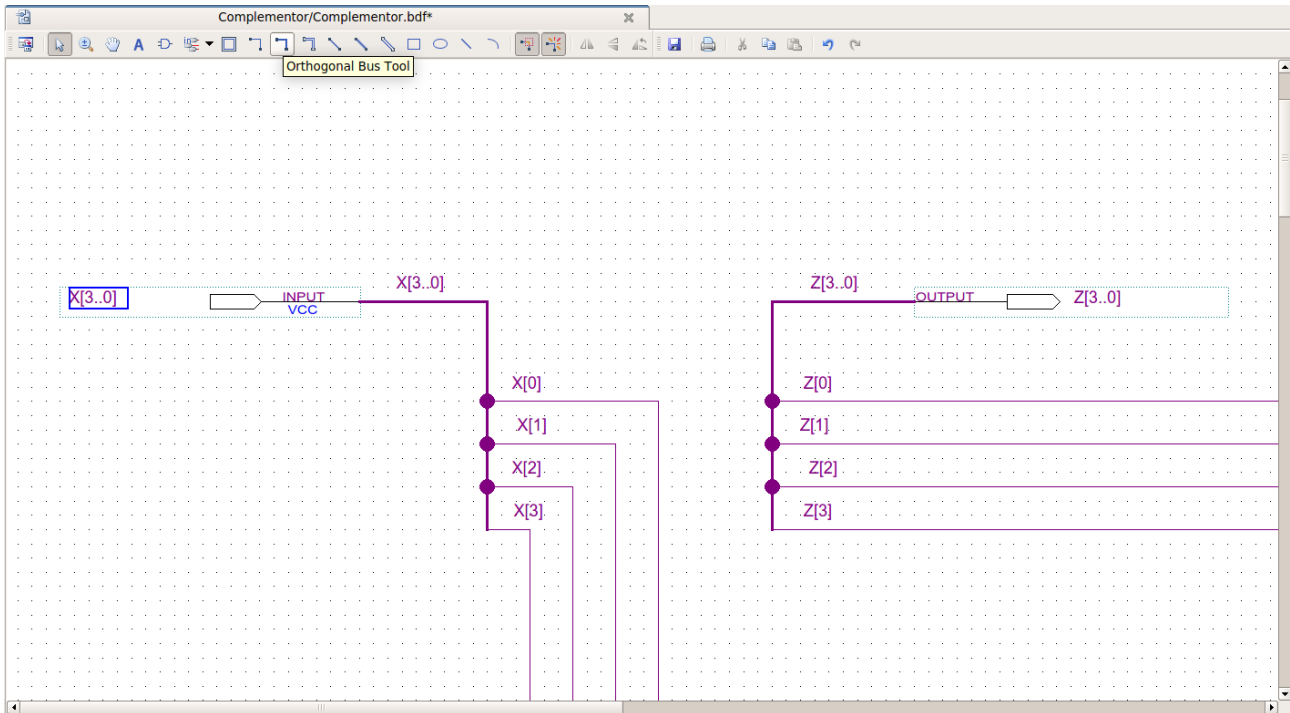 Complementor/Complementor.bdf*
A
Orthogonal Bus Tool
X[3..0]
INPUT
VCC
X[3..0]
Z[3..0]
OUTPUT
Z[3..0]
X[0]
Z[0]
X[1]
Z[1]
X[2]
Z[2]
X[3]
Z[3]